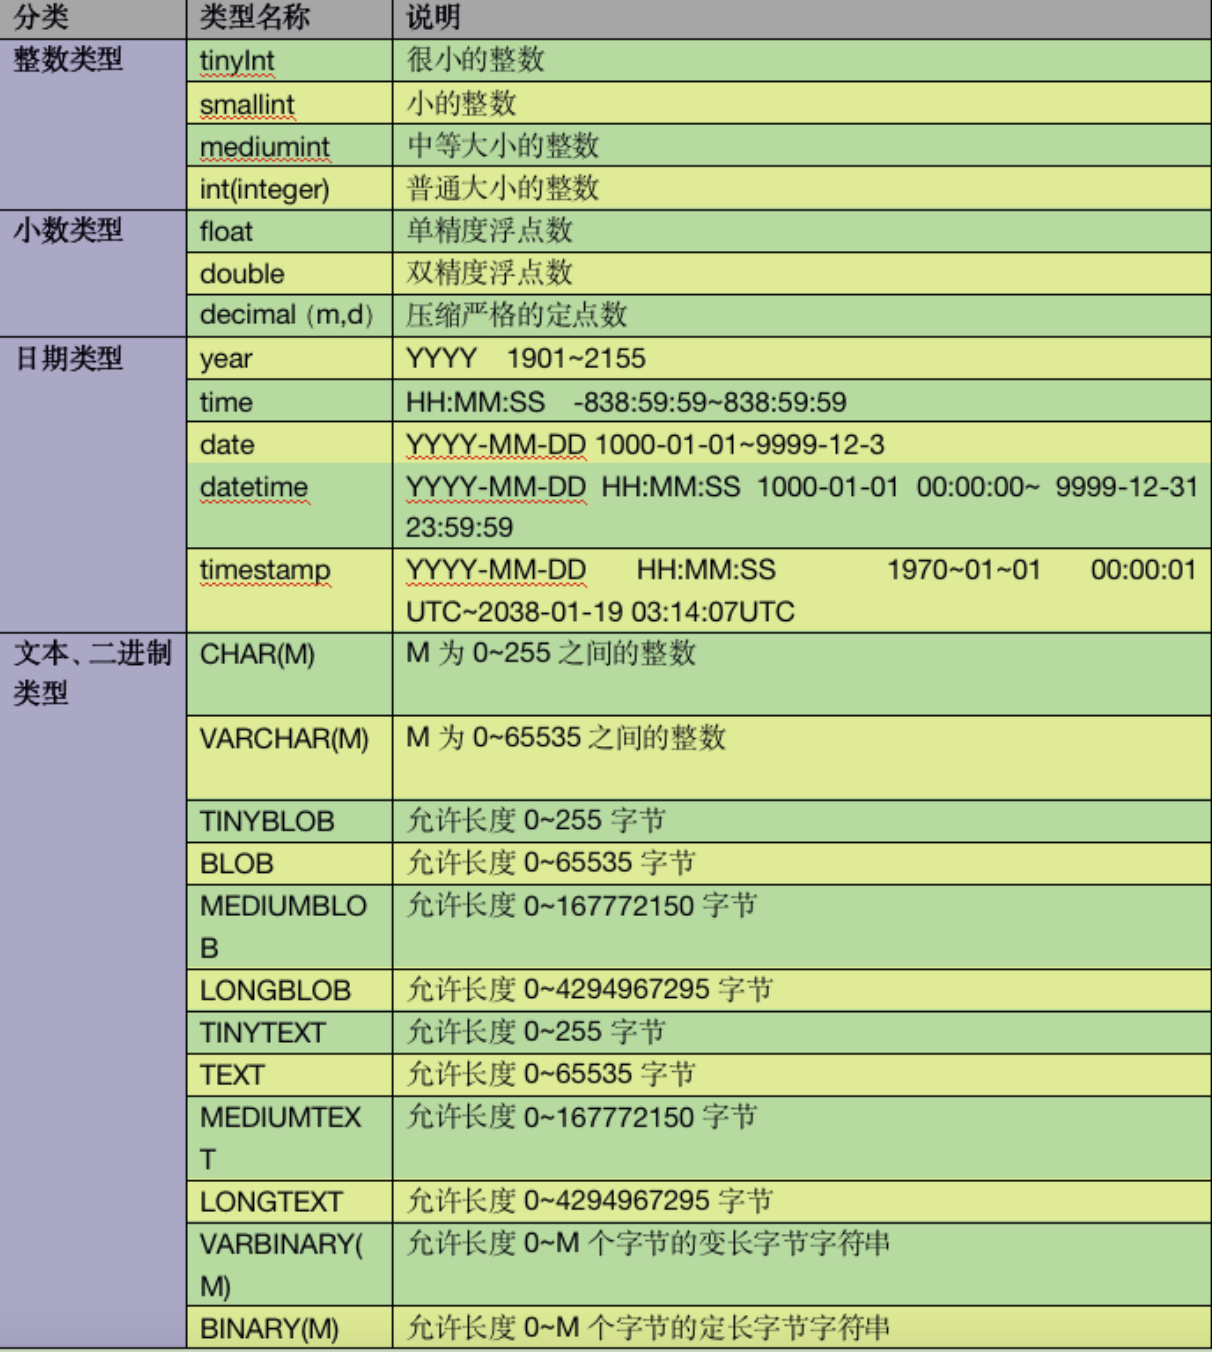 分类 类型名称 说明
整数类型 tinyInt 很小的整数
smallint 小的整数
mediumint 中等大小的整数
int(integer) 普通大小的整数
小数类型 float 单精度浮点数
double 双精度浮点数
decimal（m,d） 压缩严格的定点数
日期类型 year YYYY 1901~2155
time HH:MM:SS -838:59:59~838:59:59
date YYYY-MM-DD 1000-01-01~9999-12-3
datetime YYYY-MM-DD HH:MM:SS 1000-01-01 00:00:00~ 9999-12-31
23:59:59
timestamp YYYY-MM-DD HH:MM:SS 1970~01~01 00:00:01
UTC~2038-01-19 03:14:07UTC
文本、二进制 CHAR(M) M 为 0~255 之间的整数
类型
VARCHAR(M) M 为 0~65535 之间的整数
TINYBLOB 允许长度 0~255 字节
BLOB 允许长度 0~65535 字节
MEDIUMBLO 允许长度 0~167772150 字节
B
LONGBLOB 允许长度 0~4294967295 字节
TINYTEXT 允许长度 0~255 字节
TEXT 允许长度 0~65535 字节
MEDIUMTEX 允许长度 0~167772150 字节
T
LONGTEXT 允许长度 0~4294967295 字节
VARBINARY( 允许长度 0~M 个字节的变长字节字符串
M)
BINARY(M) 允许长度 0~M 个字节的定长字节字符串